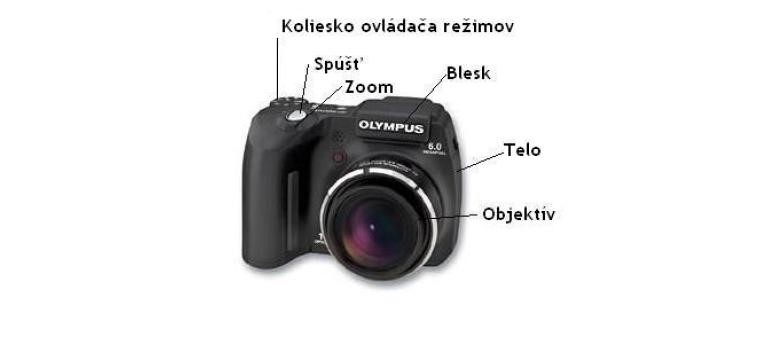 Koliesko ovládača režimov
Spúšť
Zoom
Blesk
OLYMPUS
6.0
Telo
Objektív